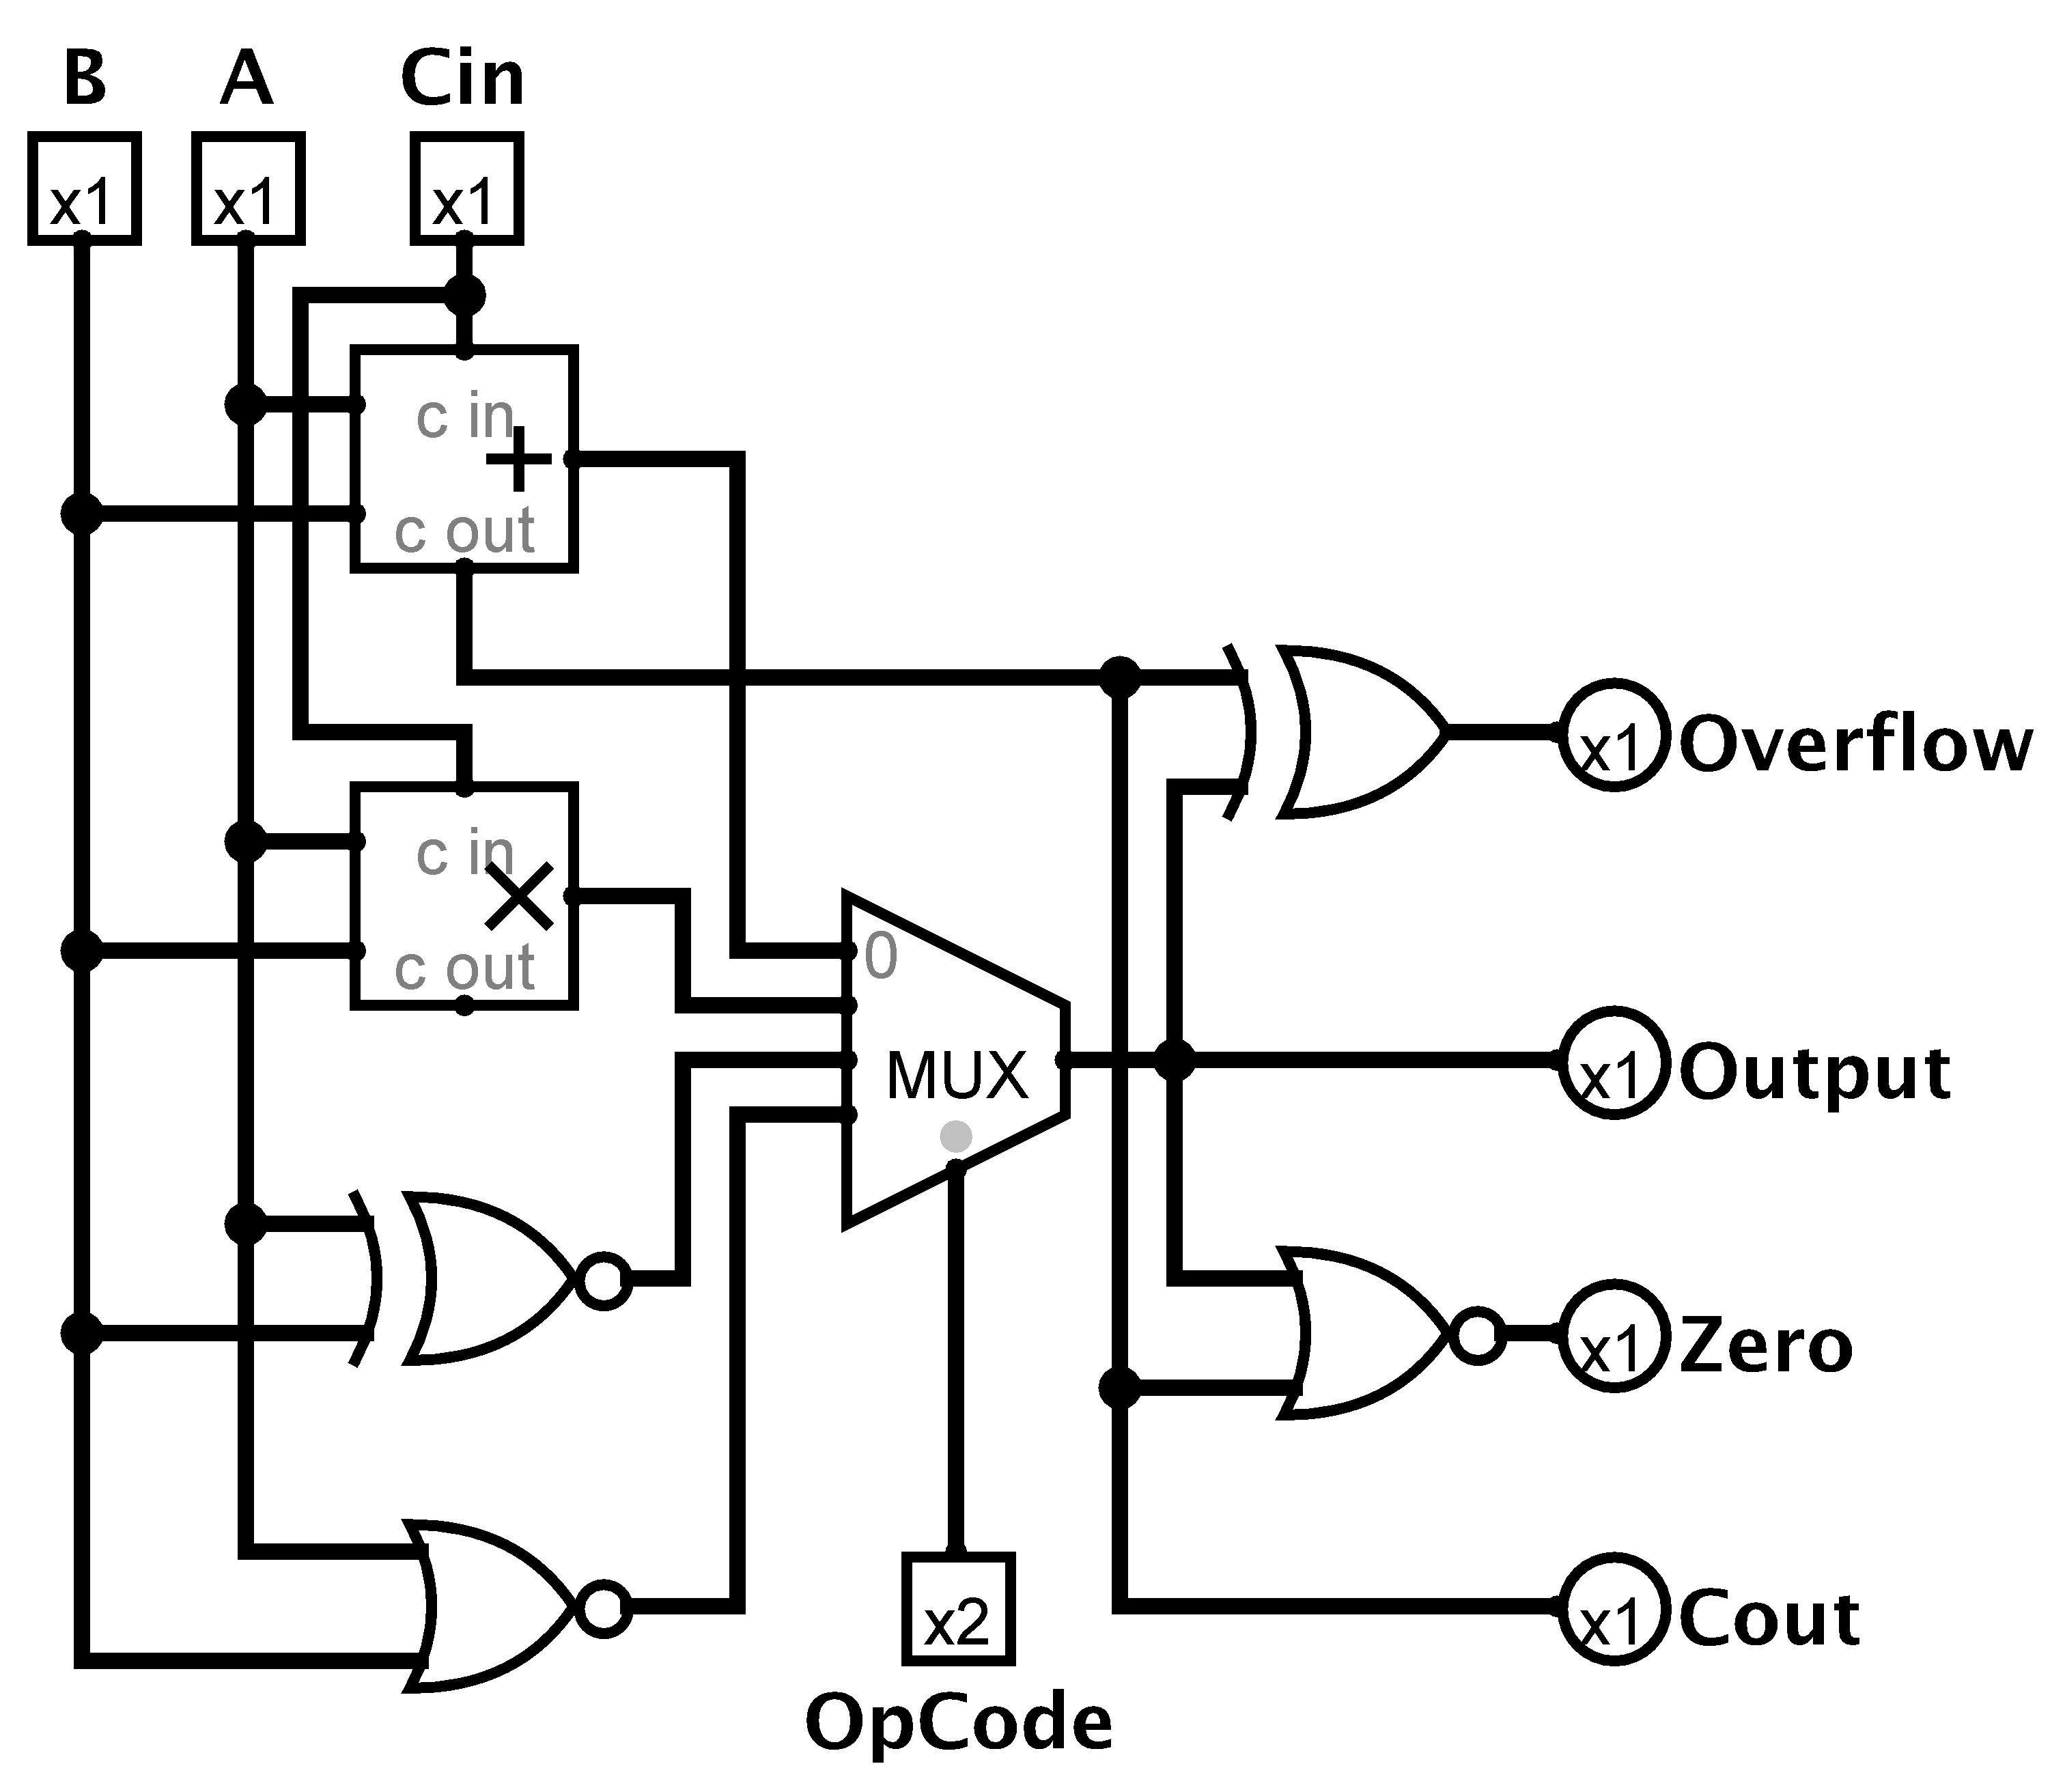 B A Cin
x1 x1 x1
c in
+
c out
x1 Overflow
c in
×
c out
0
MUX
x1 Output
x1 Zero
x2
x1 Cout
OpCode